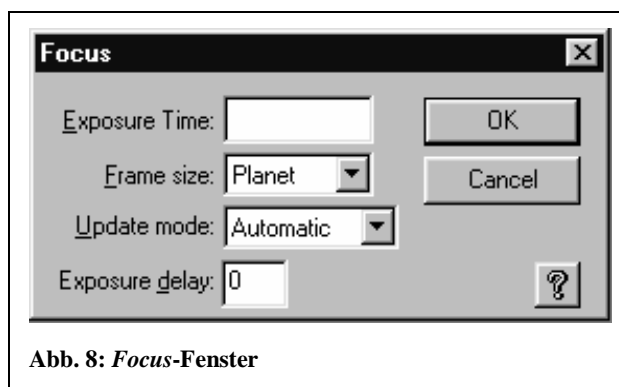 Focus
Exposure Time:
OK
Frame size: Planet
Cancel
Update mode: Automatic
Exposure delay: 0
?
Abb. 8: Focus-Fenster